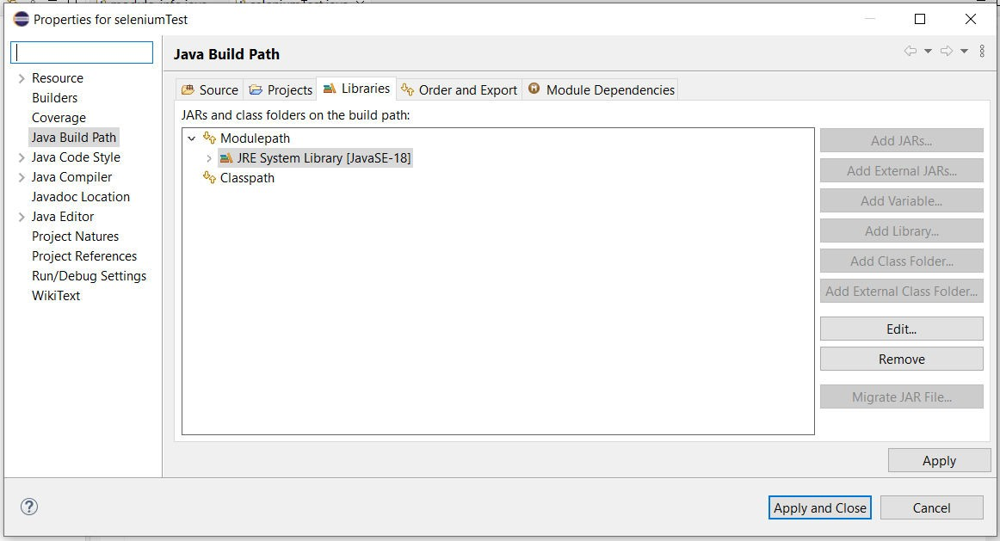 Properties for seleniumTest
Java Build Path
Resource
Builders
Coverage
Java Build Path
Java Code Style
Java Compiler
Javadoc Location
Java Editor
Project Natures
Project References
Run/Debug Settings
WikiText
Source
Projects
Libraries
Order and Export
Module Dependencies
JARs and class folders on the build path:
Modulepath
JRE System Library [JavaSE-18]
Classpath
Add JARs...
Add External JARs...
Add Variable...
Add Library...
Add Class Folder...
Add External Class Folder...
Edit...
Remove
Migrate JAR File...
Apply
Apply and Close
Cancel